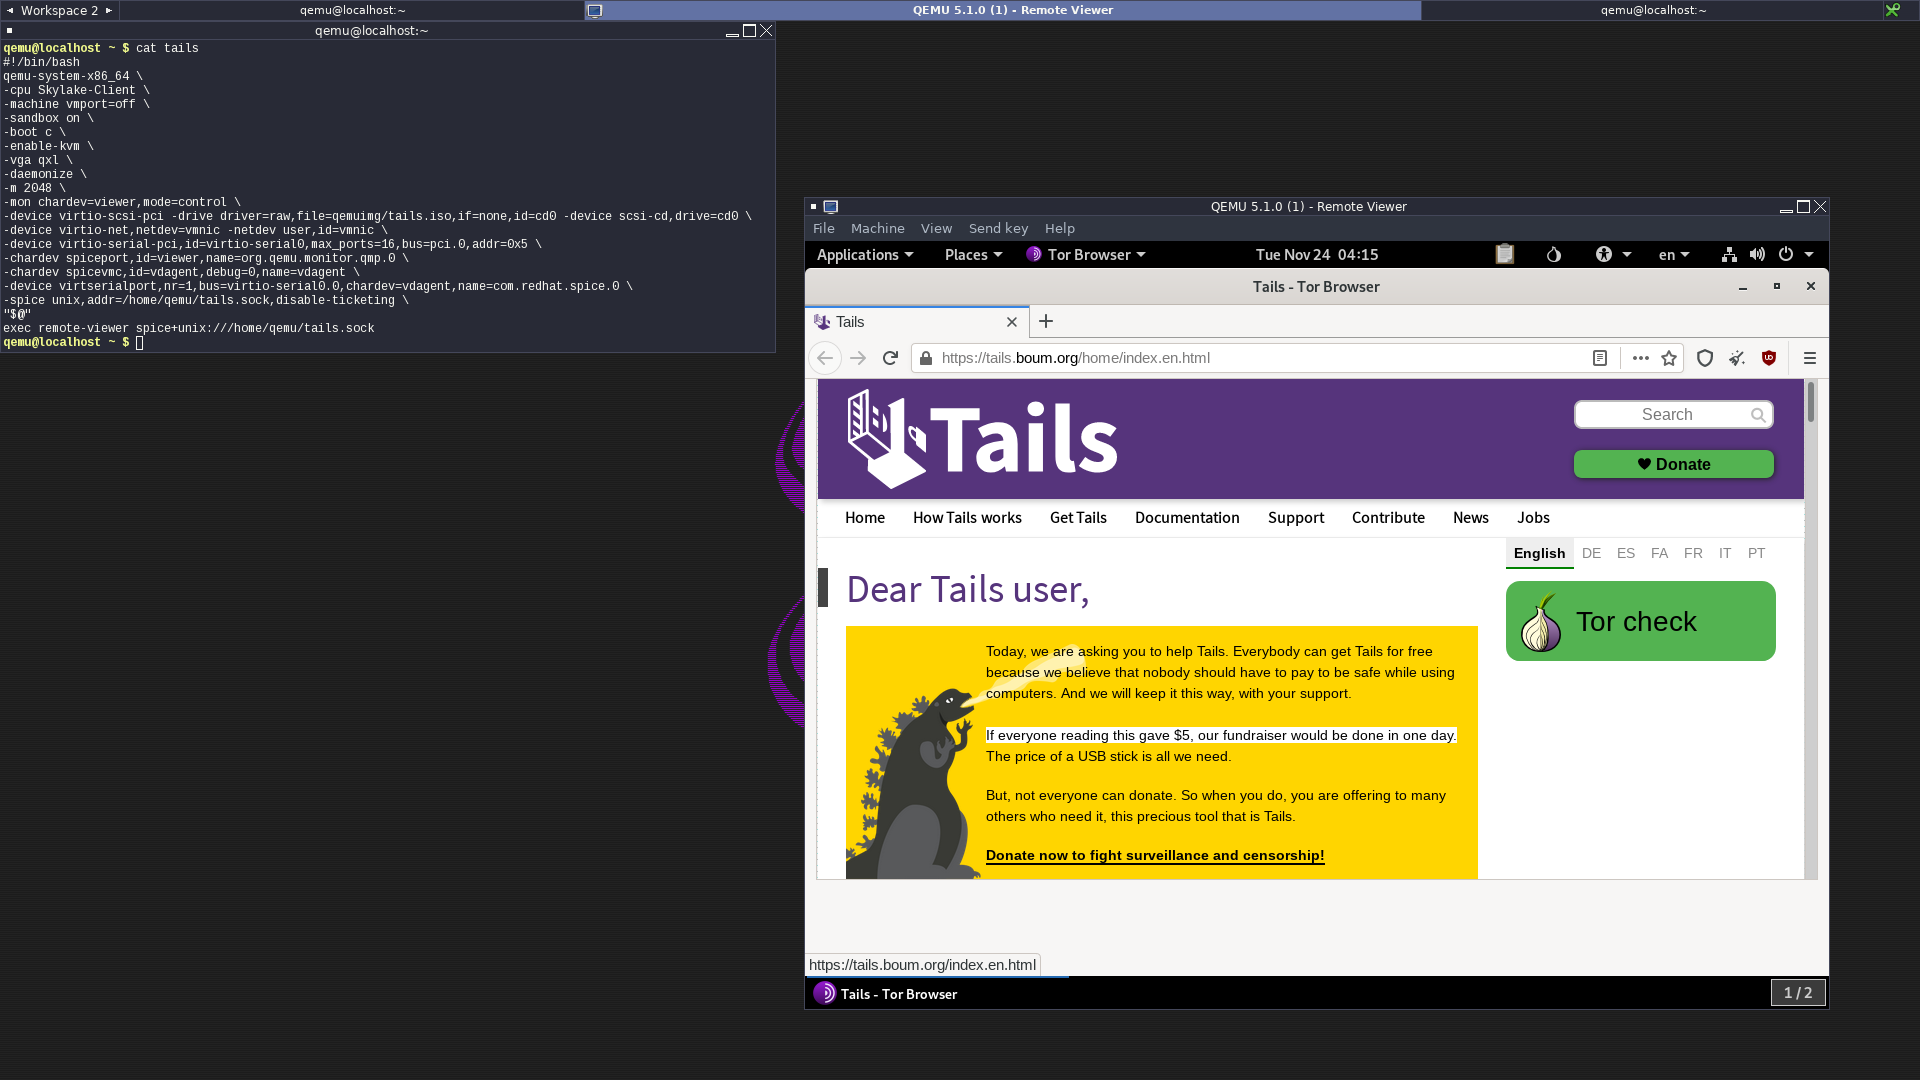 Workspace 2
qemu@localhost:~
QEMU 5.1.0 (1) - Remote Viewer
qemu@localhost:~
qemu@localhost:~
qemu@localhost ~ $ cat tails
#!/bin/bash
qemu-system-x86_64 \
-cpu Skylake-Client \
-machine vmport=off \
-sandbox on \
-boot c \
-enable-kvm \
-vga qxl \
-daemonize \
-m 2048 \
-mon chardev=viewer,mode=control \
-device virtio-scsi-pci -drive driver=raw,file=qemuimg/tails.iso,if=none,id=cd0 -device scsi-cd,drive=cd0 \
-device virtio-net,netdev=vmnic -netdev user,id=vmnic \
-device virtio-serial-pci,id=virtio-serial0,max_ports=16,bus=pci.0,addr=0x5 \
-chardev spiceport,id=viewer,name=org.qemu.monitor.qmp.0 \
-chardev spicevmc,id=vdagent,debug=0,name=vdagent \
-device virtserialport,nr=1,bus=virtio-serial0.0,chardev=vdagent,name=com.redhat.spice.0 \
-spice unix,addr=/home/qemu/tails.sock,disable-ticketing \
"$@"
exec remote-viewer spice+unix:///home/qemu/tails.sock
qemu@localhost ~ $
QEMU 5.1.0 (1) - Remote Viewer
File Machine View Send key Help
Applications Places Tor Browser Tue Nov 24 04:15 en
Tails - Tor Browser
Tails
https://tails.boum.org/home/index.en.html
Tails
Search
Donate
Home How Tails works Get Tails Documentation Support Contribute News Jobs
English DE ES FA FR IT PT
Dear Tails user,
Tor check
Today, we are asking you to help Tails. Everybody can get Tails for free
because we believe that nobody should have to pay to be safe while using
computers. And we will keep it this way, with your support.
If everyone reading this gave $5, our fundraiser would be done in one day.
The price of a USB stick is all we need.
But, not everyone can donate. So when you do, you are offering to many
others who need it, this precious tool that is Tails.
Donate now to fight surveillance and censorship!
https://tails.boum.org/index.en.html
Tails - Tor Browser
1 / 2